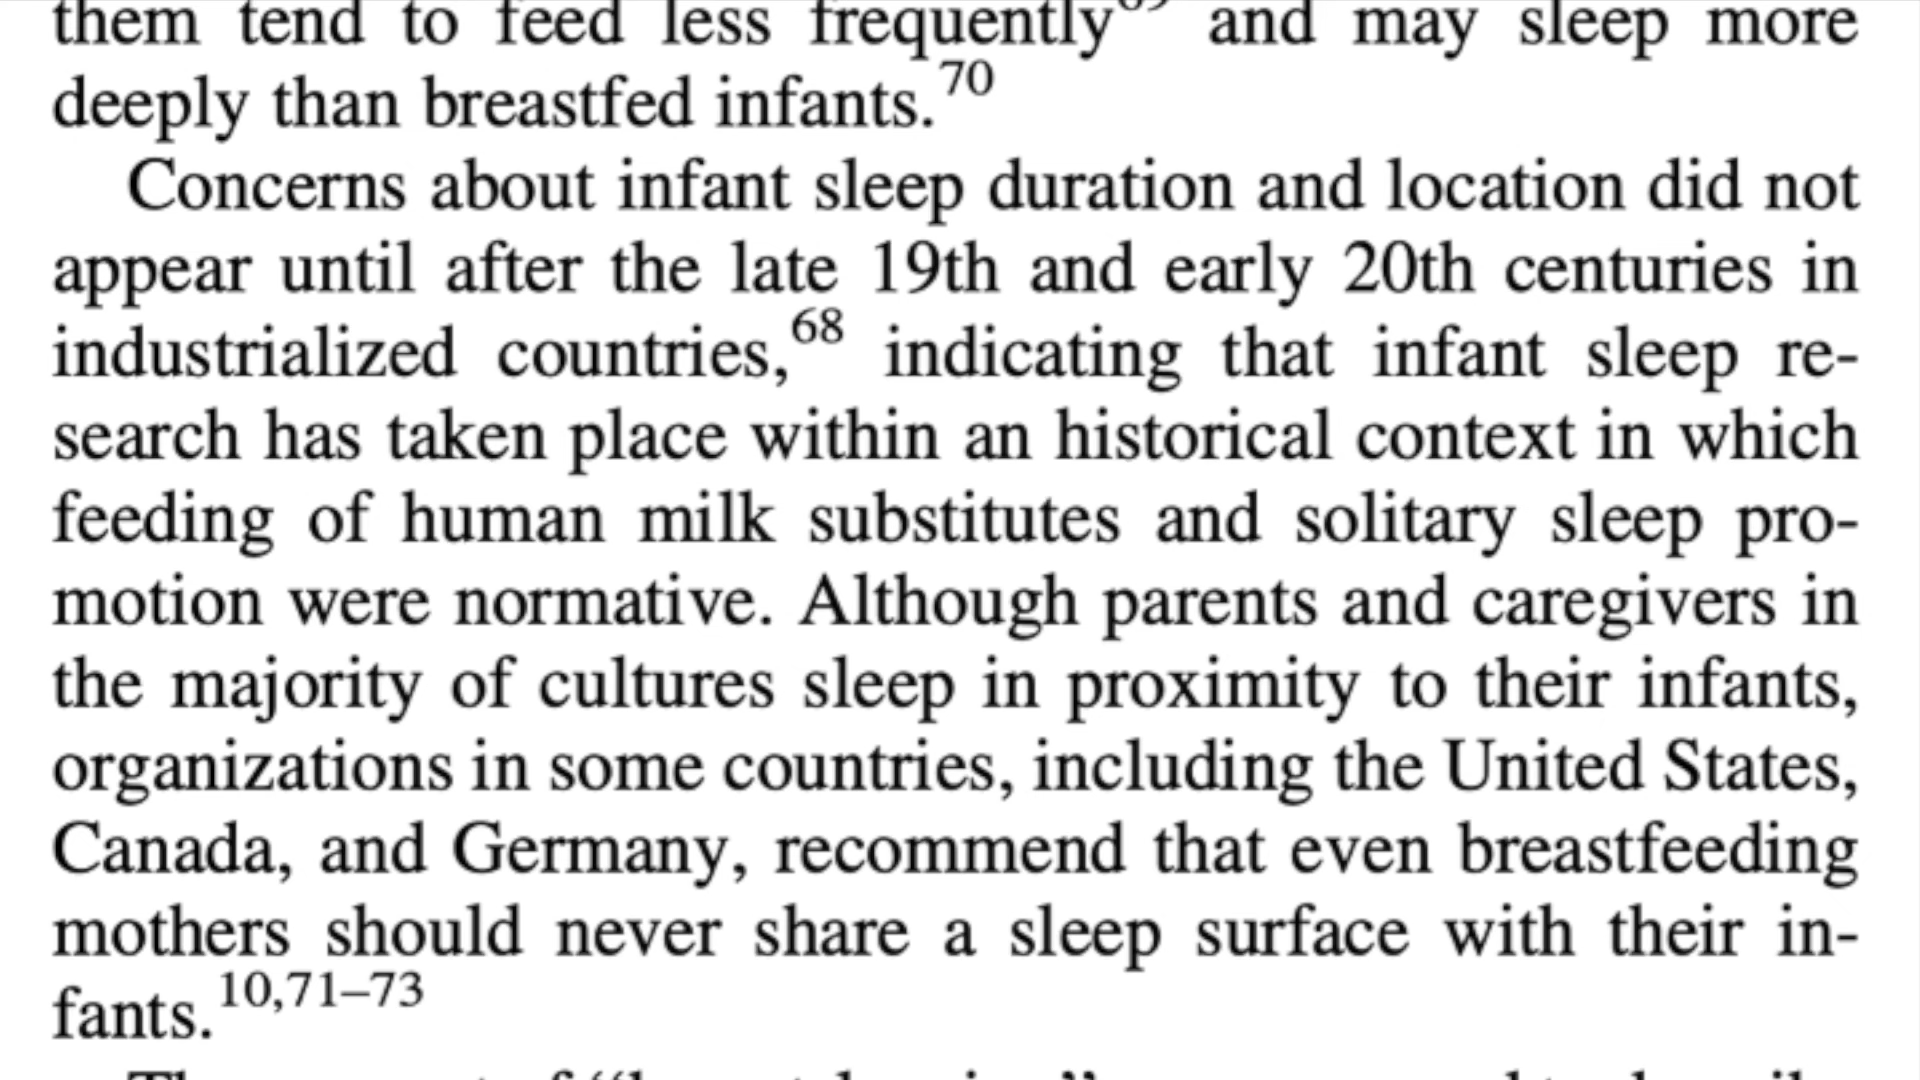 them tend to feed less frequently⁶⁹ and may sleep more
deeply than breastfed infants.⁷⁰
Concerns about infant sleep duration and location did not
appear until after the late 19th and early 20th centuries in
industrialized countries,⁶⁸ indicating that infant sleep re-
search has taken place within an historical context in which
feeding of human milk substitutes and solitary sleep pro-
motion were normative. Although parents and caregivers in
the majority of cultures sleep in proximity to their infants,
organizations in some countries, including the United States,
Canada, and Germany, recommend that even breastfeeding
mothers should never share a sleep surface with their in-
fants.¹⁰,⁷¹–⁷³